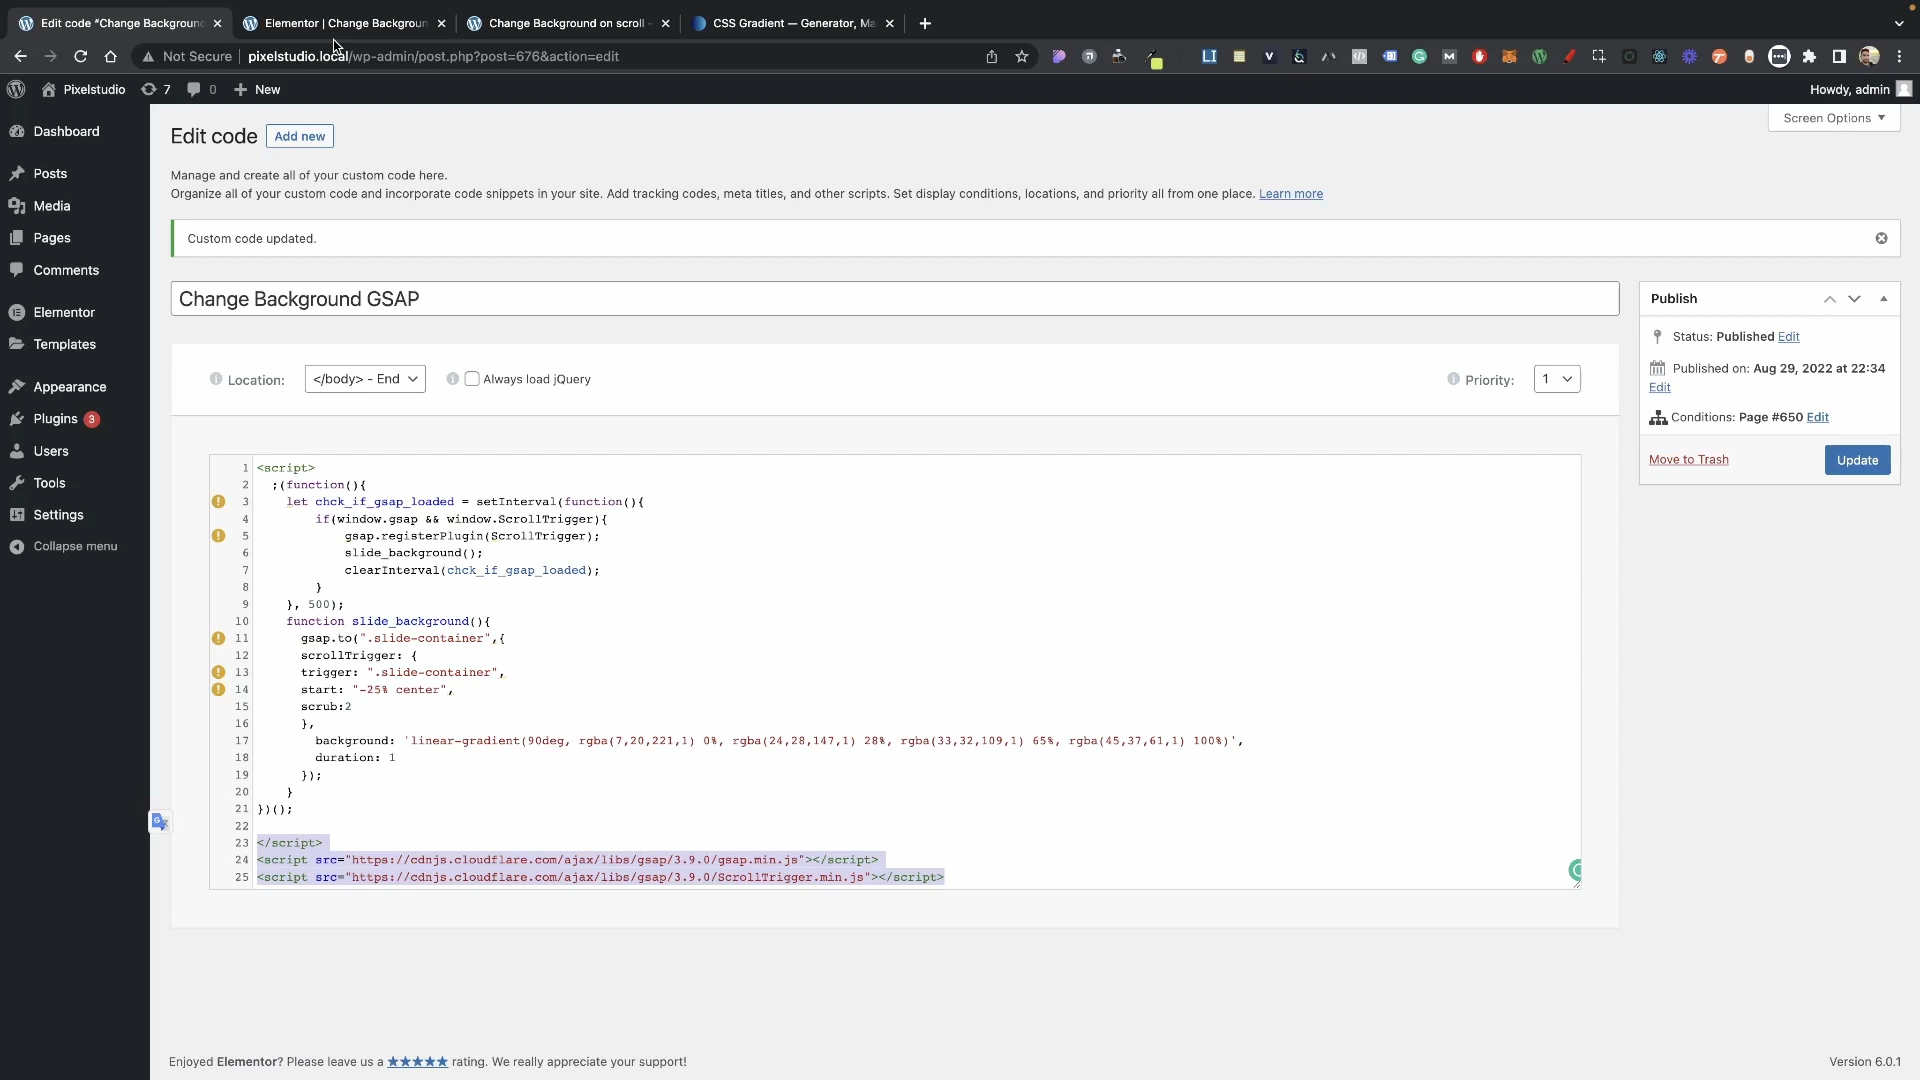 Edit code “Change Background
Elementor | Change Backgroun
Change Background on scroll -
CSS Gradient — Generator, Ma
Not Secure
pixelstudio.local/wp-admin/post.php?post=676&action=edit
Pixelstudio
7
0
New
Howdy, admin
Dashboard
Posts
Media
Pages
Comments
Elementor
Templates
Appearance
Plugins 3
Users
Tools
Settings
Collapse menu
Screen Options
Edit code
Add new
Manage and create all of your custom code here.
Organize all of your custom code and incorporate code snippets in your site. Add tracking codes, meta titles, and other scripts. Set display conditions, locations, and priority all from one place. Learn more
Custom code updated.
Change Background GSAP
Location:
</body> - End
Always load jQuery
Priority:
1
1 <script>
2 ;(function(){
3 let chck_if_gsap_loaded = setInterval(function(){
4 if(window.gsap && window.ScrollTrigger){
5 gsap.registerPlugin(ScrollTrigger);
6 slide_background();
7 clearInterval(chck_if_gsap_loaded);
8 }
9 }, 500);
10 function slide_background(){
11 gsap.to(".slide-container",{
12 scrollTrigger: {
13 trigger: ".slide-container",
14 start: "-25% center",
15 scrub:2
16 },
17 background: 'linear-gradient(90deg, rgba(7,20,221,1) 0%, rgba(24,28,147,1) 28%, rgba(33,32,109,1) 65%, rgba(45,37,61,1) 100%)',
18 duration: 1
19 });
20 }
21 })();
22
23 </script>
24 <script src="https://cdnjs.cloudflare.com/ajax/libs/gsap/3.9.0/gsap.min.js"></script>
25 <script src="https://cdnjs.cloudflare.com/ajax/libs/gsap/3.9.0/ScrollTrigger.min.js"></script>
Publish
Status: Published Edit
Published on: Aug 29, 2022 at 22:34
Edit
Conditions: Page #650 Edit
Move to Trash
Update
Enjoyed Elementor? Please leave us a ★★★★★ rating. We really appreciate your support!
Version 6.0.1